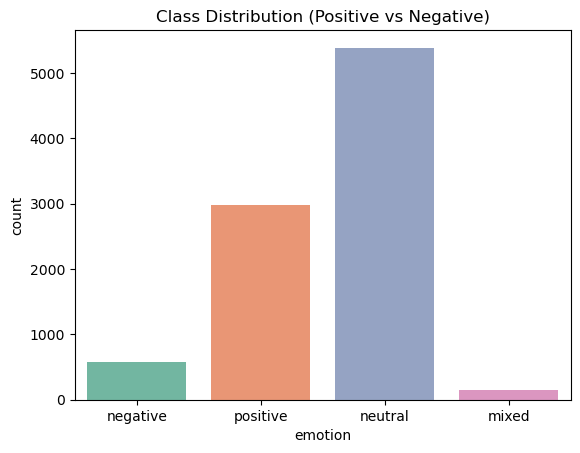 Class Distribution (Positive vs Negative)
5000
4000
3000
2000
1000
0
count
negative positive neutral mixed
emotion